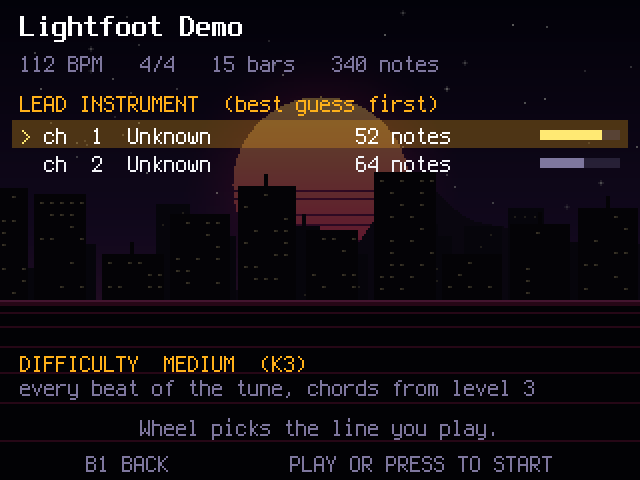 Lightfoot Demo
112 BPM 4/4 15 bars 340 notes
LEAD INSTRUMENT (best guess first)
> ch 1 Unknown 52 notes
ch 2 Unknown 64 notes
DIFFICULTY MEDIUM (K3)
every beat of the tune, chords from level 3
Wheel picks the line you play.
B1 BACK PLAY OR PRESS TO START